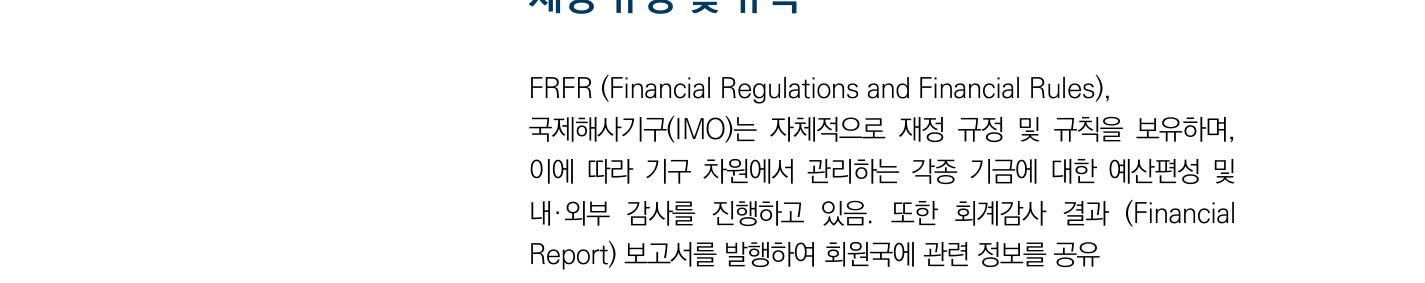 FRFR (Financial Regulations and Financial Rules),
국제해사기구(IMO)는 자체적으로 재정 규정 및 규칙을 보유하며,
이에 따라 기구 차원에서 관리하는 각종 기금에 대한 예산편성 및
내·외부 감사를 진행하고 있음. 또한 회계감사 결과 (Financial
Report) 보고서를 발행하여 회원국에 관련 정보를 공유